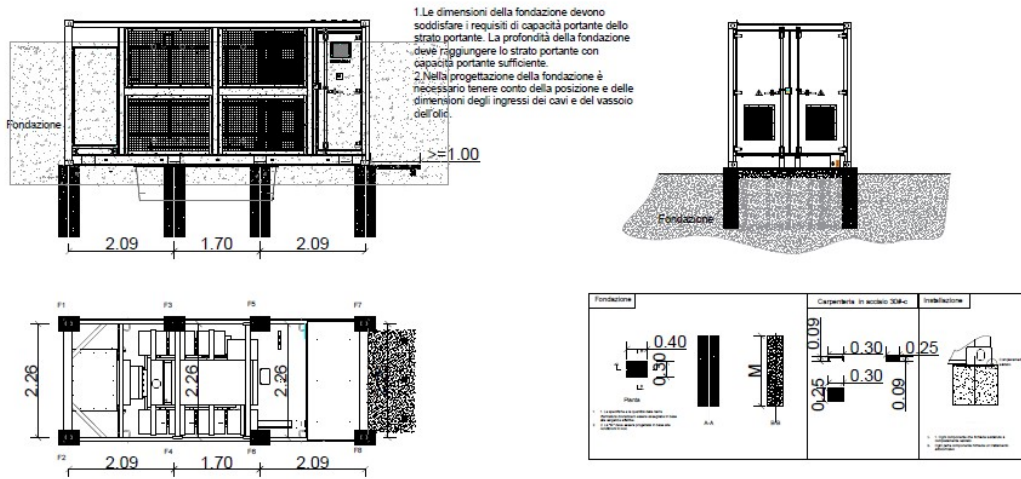 1.Le dimensioni della fondazione devono
soddisfare i requisiti di capacità portante dello
strato portante. La profondità della fondazione
deve raggiungere lo strato portante con
capacità portante sufficiente.
2.Nella progettazione della fondazione è
necessario tenere conto della posizione e delle
dimensioni degli ingressi dei cavi e del vassoio
dell'olio.
Fondazione
>=1.00
2.09 1.70 2.09
Fondazione
F1 F3 F5 F7
2.26 2.26 2.26 2.26
F2 F4 F6 F8
2.09 1.70 2.09
Fondazione
0.40
0.30
Pianta
M
A-A
B-B
Carpenteria in acciaio
0.09
0.30 0.25
0.30
0.25
0.09
Installazione